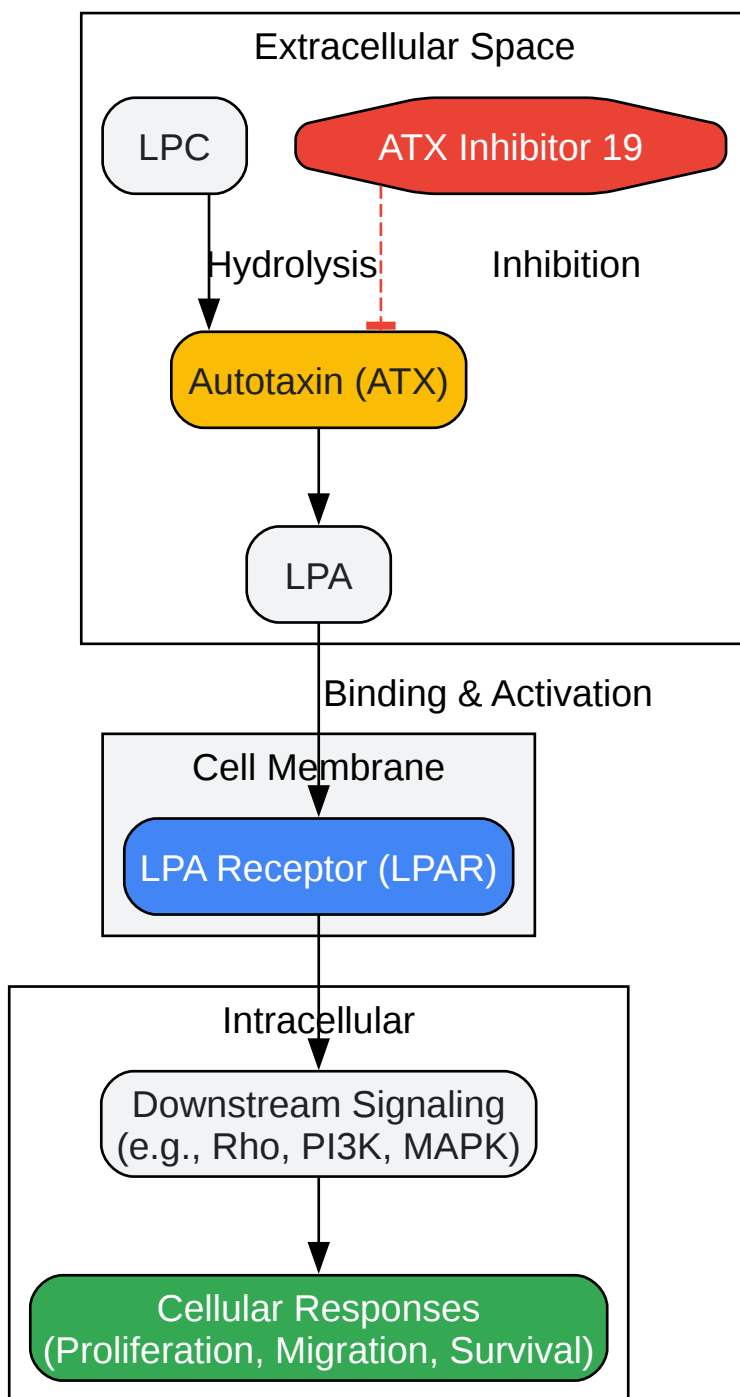 Extracellular Space
LPC
ATX Inhibitor 19
Hydrolysis
Inhibition
Autotaxin (ATX)
LPA
Binding & Activation
Cell Membrane
LPA Receptor (LPAR)
Intracellular
Downstream Signaling
(e.g., Rho, PI3K, MAPK)
Cellular Responses
(Proliferation, Migration, Survival)